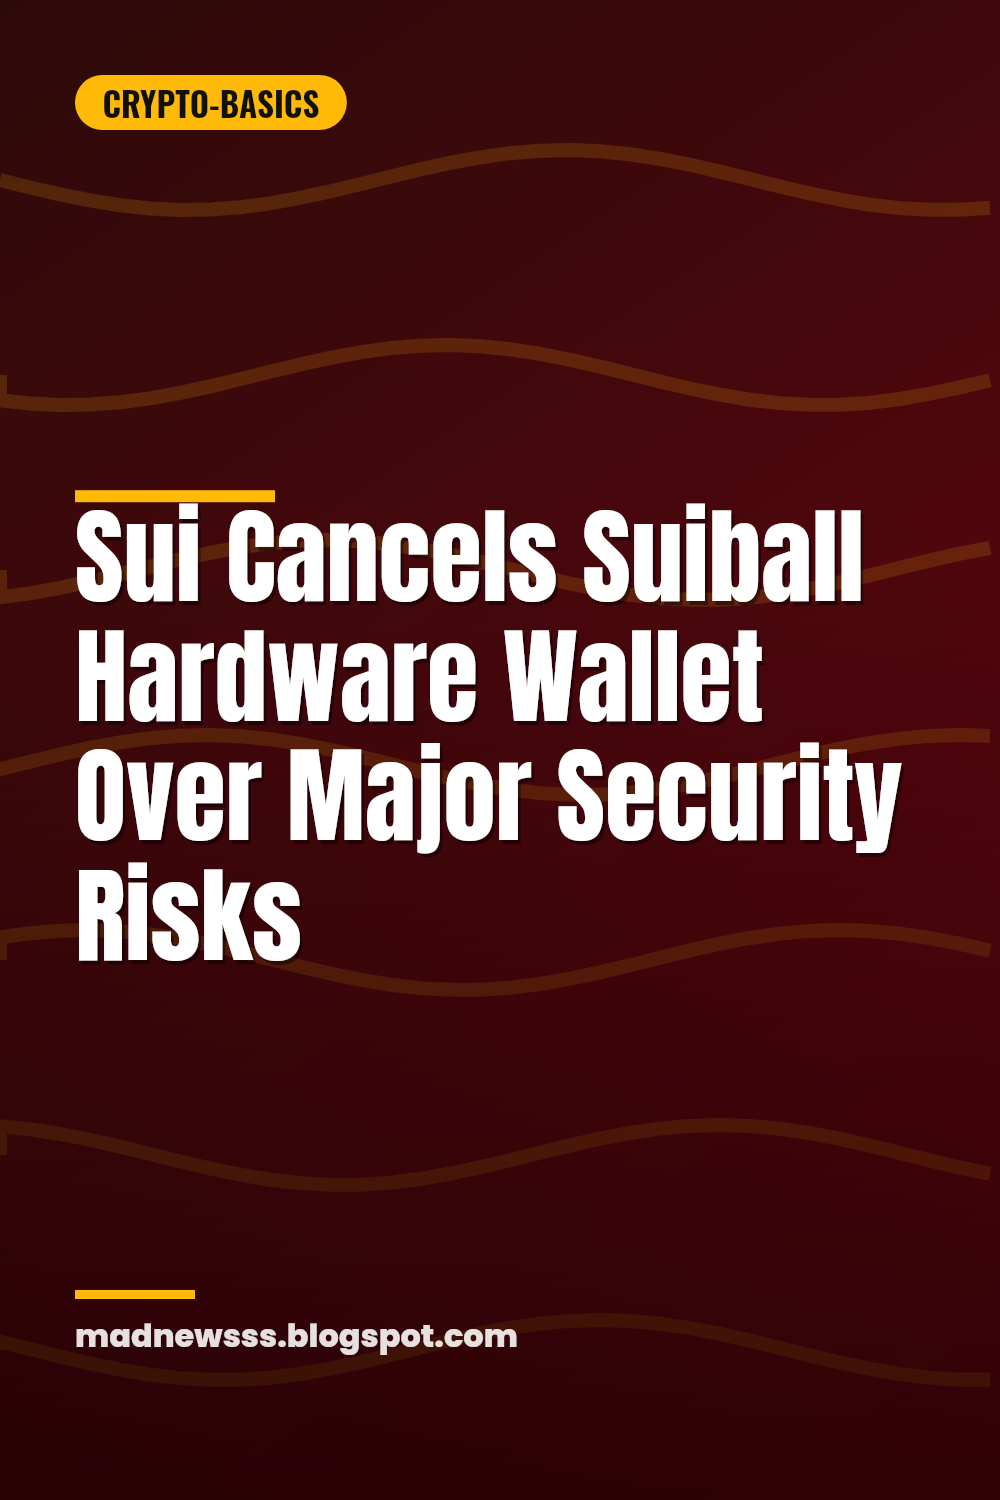 CRYPTO-BASICS
Sui Cancels Suiball
Hardware Wallet
Over Major Security
Risks
madnewsss.blogspot.com